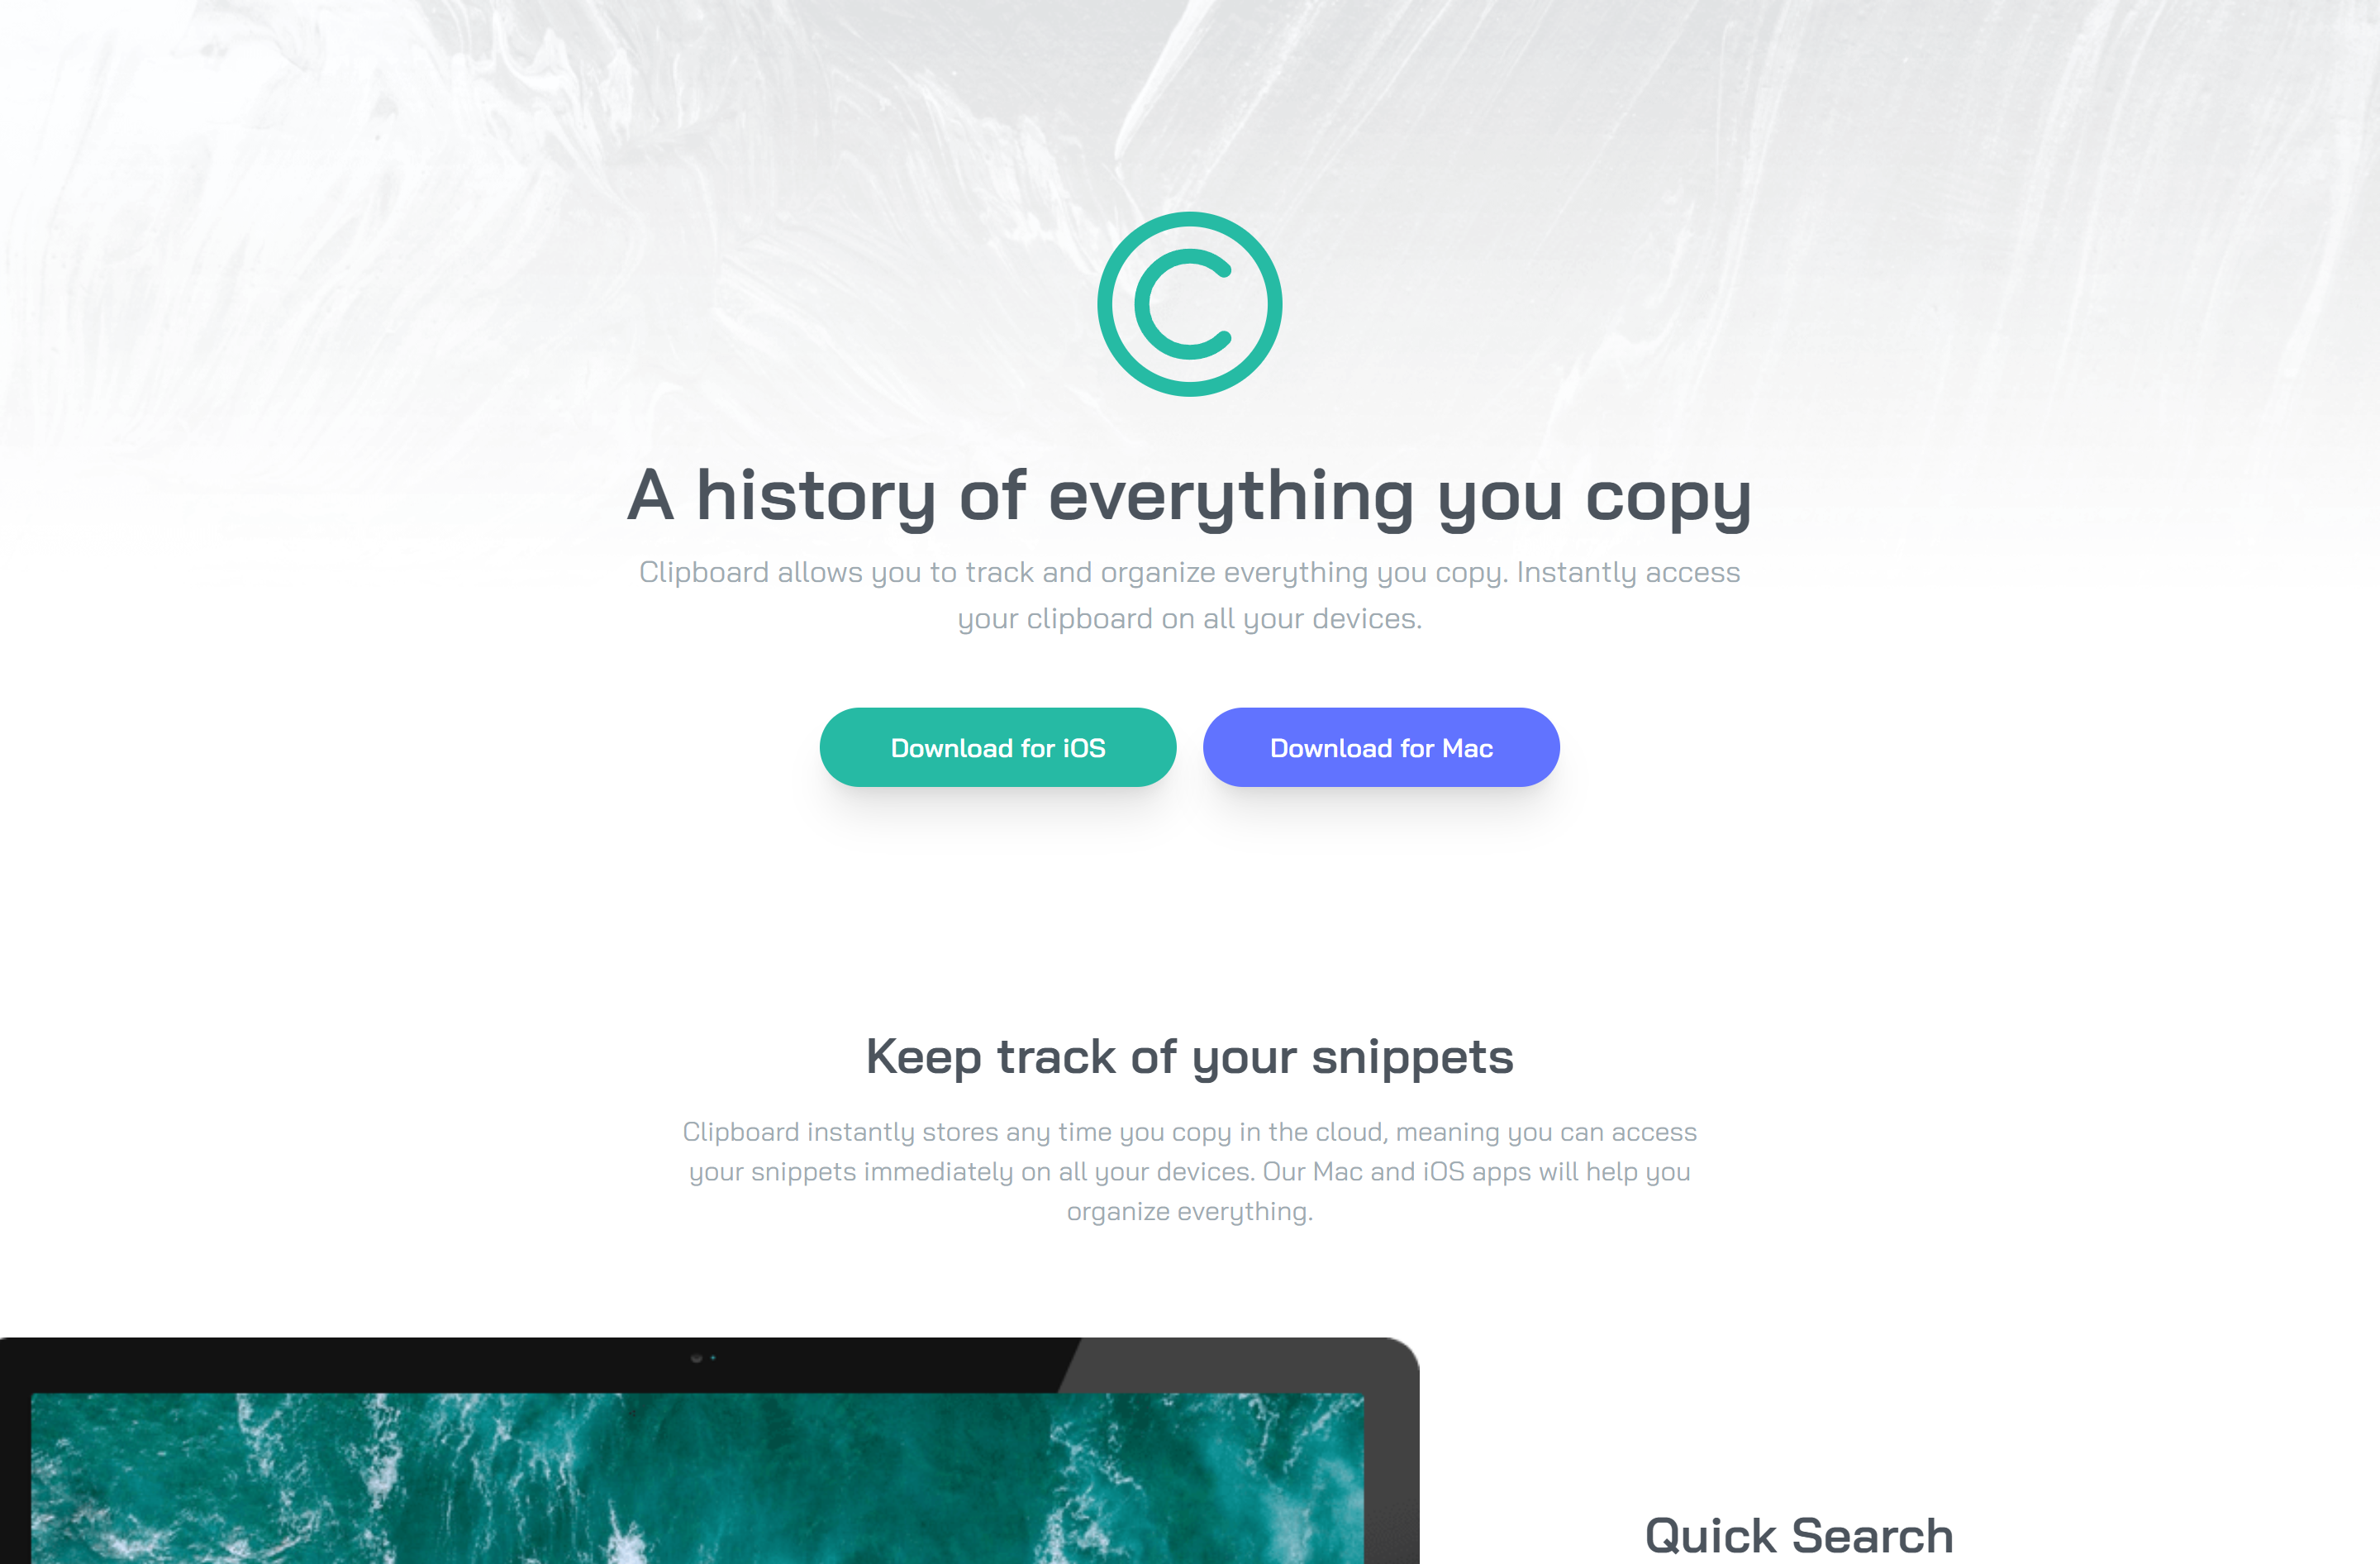 A history of everything you copy
Clipboard allows you to track and organize everything you copy. Instantly access
your clipboard on all your devices.
Download for iOS
Download for Mac
Keep track of your snippets
Clipboard instantly stores any time you copy in the cloud, meaning you can access
your snippets immediately on all your devices. Our Mac and iOS apps will help you
organize everything.
Quick Search